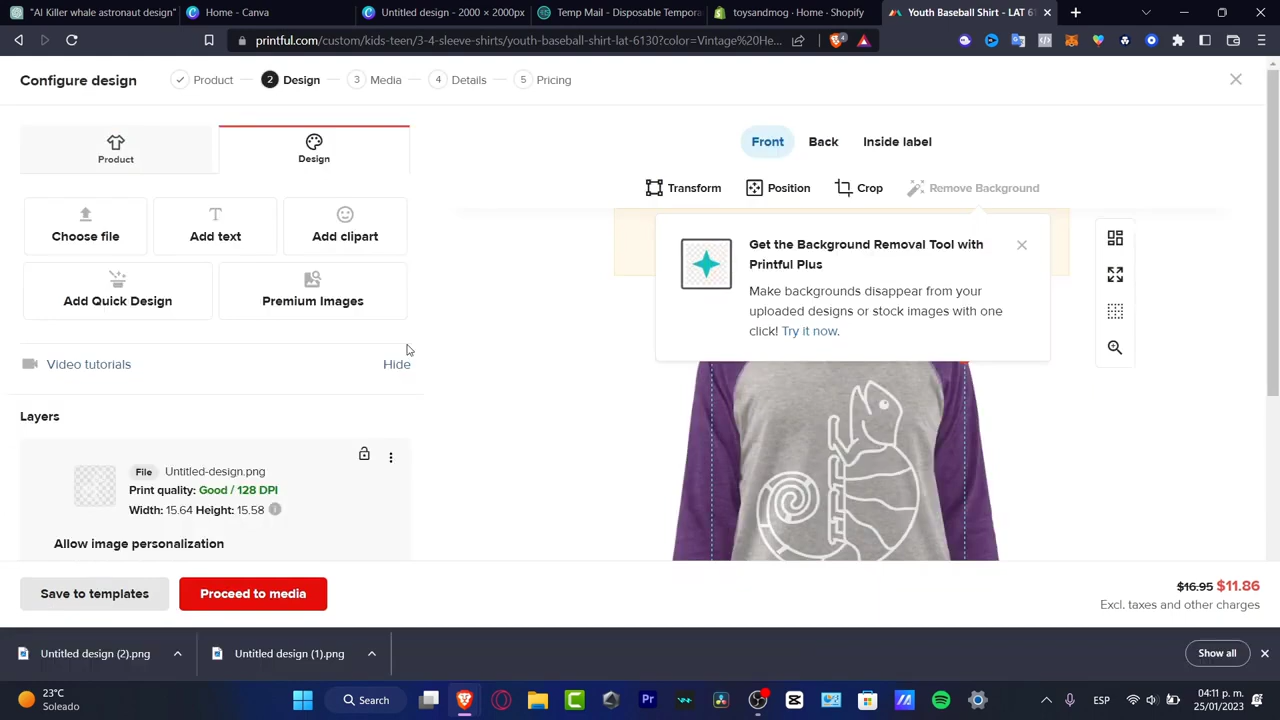 "AI Killer whale astronaut design"
Home - Canva
Untitled design - 2000 × 2000px
Temp Mail - Disposable Tempora
toysandmog · Home · Shopify
Youth Baseball Shirt - LAT 6130
printful.com/custom/kids-teen/3-4-sleeve-shirts/youth-baseball-shirt-lat-6130?color=Vintage%20He...
4
Configure design
Product
2 Design
3 Media
4 Details
5 Pricing
Product
Design
Front
Back
Inside label
Transform
Position
Crop
Remove Background
Choose file
Add text
Add clipart
Add Quick Design
Premium Images
Get the Background Removal Tool with
Printful Plus
Make backgrounds disappear from your
uploaded designs or stock images with one
click! Try it now.
Video tutorials
Hide
Layers
File Untitled-design.png
Print quality: Good / 128 DPI
Width: 15.64 Height: 15.58
Allow image personalization
Save to templates
Proceed to media
$16.95 $11.86
Excl. taxes and other charges
Untitled design (2).png
Untitled design (1).png
Show all
23°C
Soleado
Search
Pr
ESP
04:11 p. m.
25/01/2023